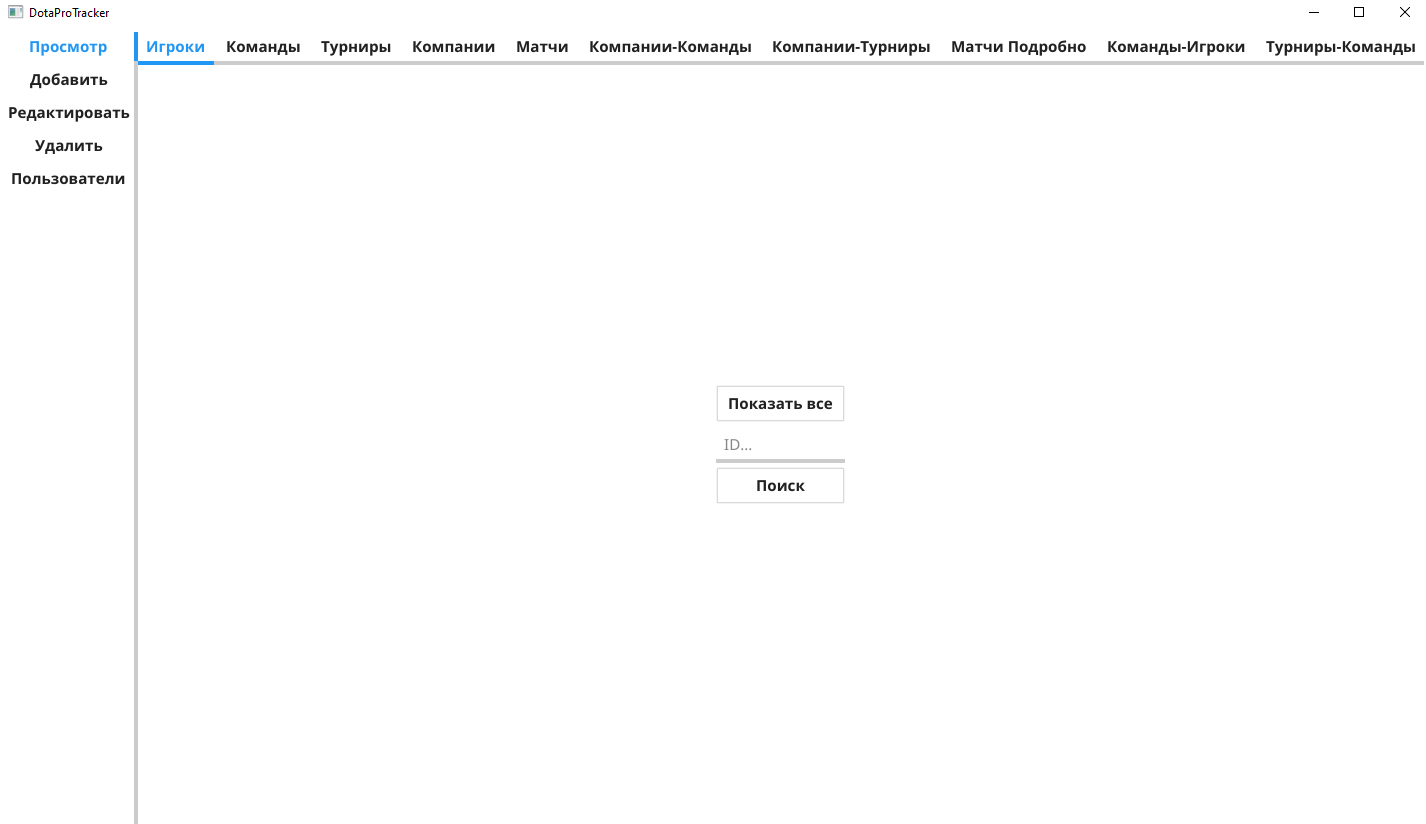 DotaProTracker
Просмотр
Добавить
Редактировать
Удалить
Пользователи
Игроки Команды Турниры Компании Матчи Компании-Команды Компании-Турниры Матчи Подробно Команды-Игроки Турниры-Команды
Показать все
ID...
Поиск